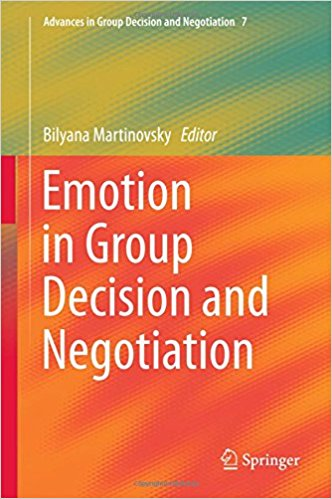 Advances in Group Decision and Negotiation 7
Bilyana Martinovsky Editor
Emotion
in Group
Decision and
Negotiation
Springer